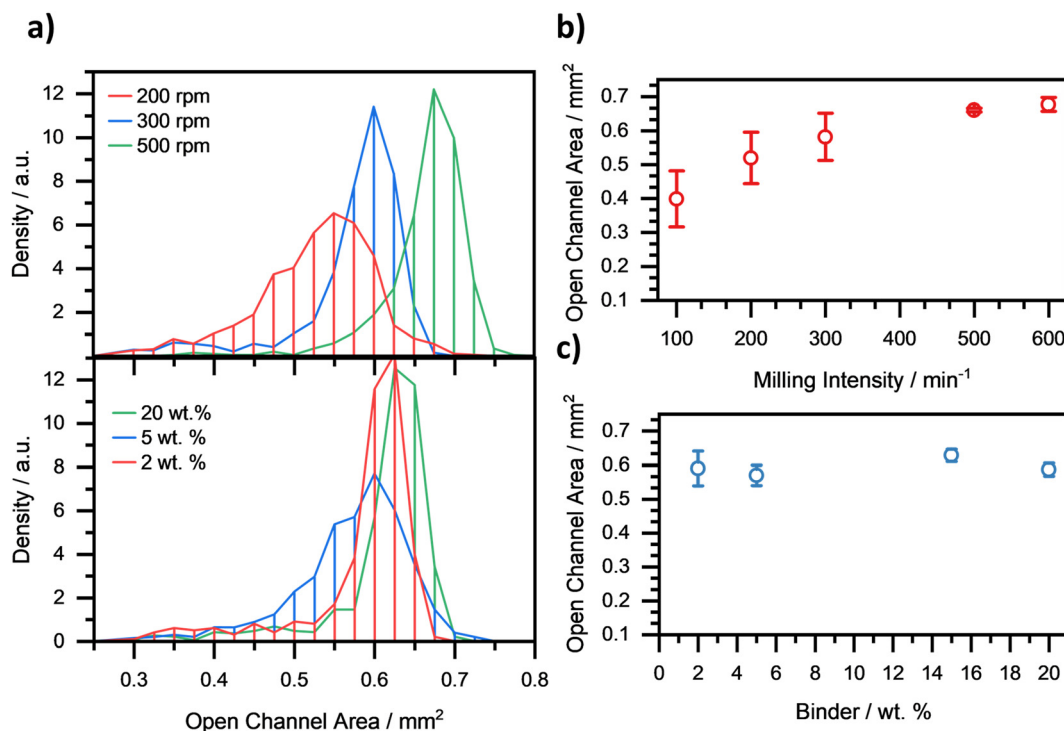 a)
Density / a.u.
12
10
8
6
4
2
200 rpm
300 rpm
500 rpm
Density / a.u.
12
10
8
6
4
2
0
20 wt.%
5 wt. %
2 wt. %
0.3 0.4 0.5 0.6 0.7 0.8
Open Channel Area / mm²
b)
Open Channel Area / mm²
0.7
0.6
0.5
0.4
0.3
0.2
0.1
100 200 300 400 500 600
Milling Intensity / min⁻¹
c)
Open Channel Area / mm²
0.7
0.6
0.5
0.4
0.3
0.2
0.1
0 2 4 6 8 10 12 14 16 18 20
Binder / wt. %